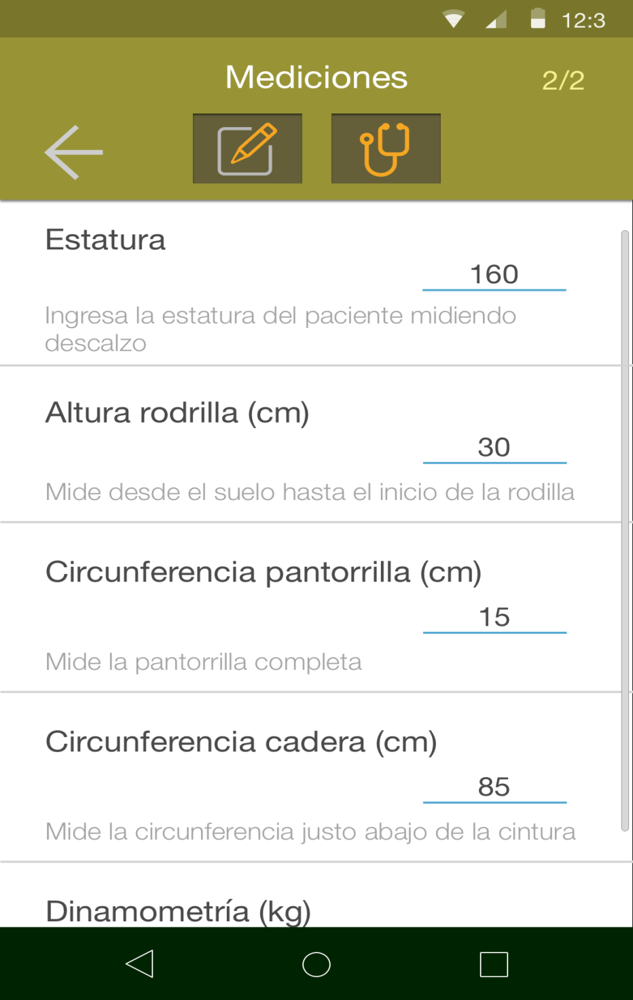 12:3
Mediciones
2/2
Estatura
160
Ingresa la estatura del paciente midiendo
descalzo
Altura rodrilla (cm)
30
Mide desde el suelo hasta el inicio de la rodilla
Circunferencia pantorrilla (cm)
15
Mide la pantorrilla completa
Circunferencia cadera (cm)
85
Mide la circunferencia justo abajo de la cintura
Dinamometría (kg)